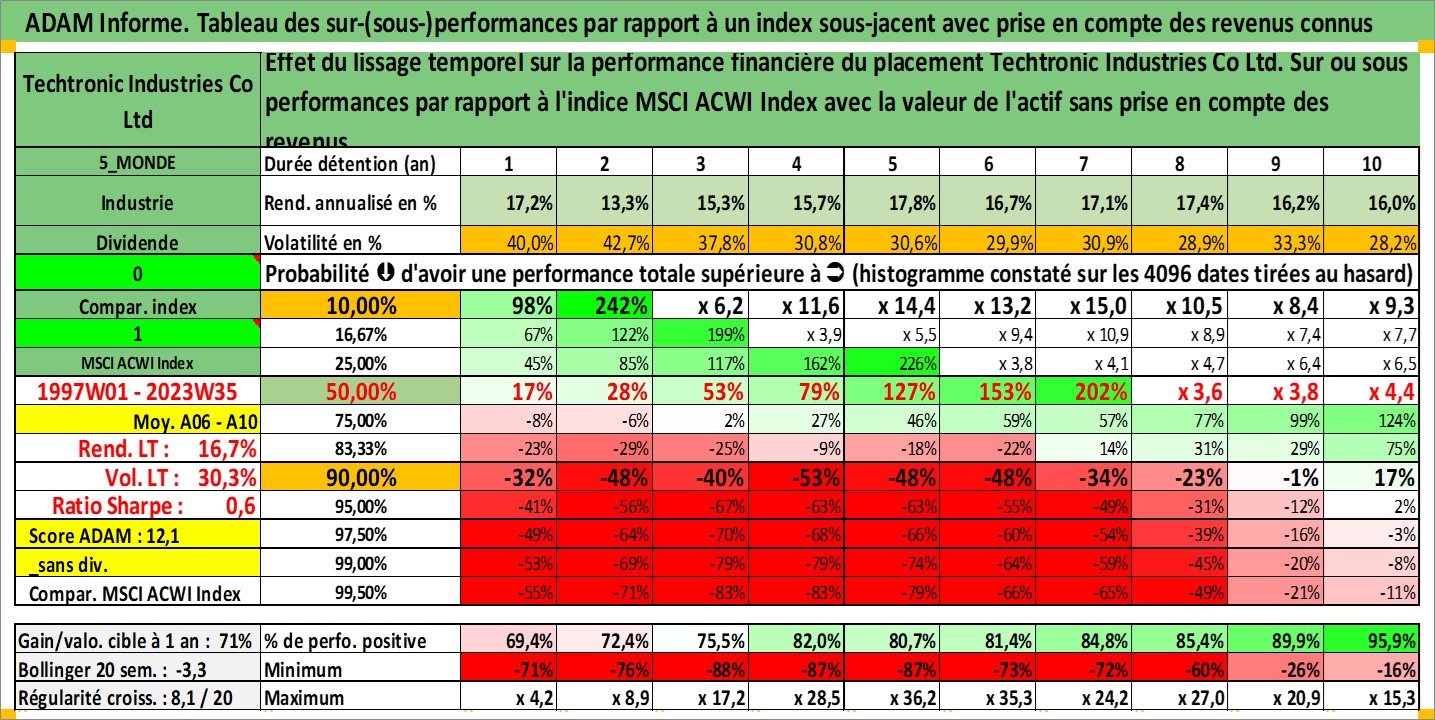 ADAM Informe. Tableau des sur-(sous-)performances par rapport à un index sous-jacent avec prise en compte des revenus connus
Techtronic Industries Co Ltd
Effet du lissage temporel sur la performance financière du placement Techtronic Industries Co Ltd. Sur ou sous
performances par rapport à l'indice MSCI ACWI Index avec la valeur de l'actif sans prise en compte des
revenus
5_MONDE Durée détention (an) 1 2 3 4 5 6 7 8 9 10
Industrie Rend. annualisé en % 17,2% 13,3% 15,3% 15,7% 17,8% 16,7% 17,1% 17,4% 16,2% 16,0%
Dividende Volatilité en % 40,0% 42,7% 37,8% 30,8% 30,6% 29,9% 30,9% 28,9% 33,3% 28,2%
0 Probabilité d'avoir une performance totale supérieure à (histogramme constaté sur les 4096 dates tirées au hasard)
Compar. index 10,00% 98% 242% x 6,2 x 11,6 x 14,4 x 13,2 x 15,0 x 10,5 x 8,4 x 9,3
1 16,67% 67% 122% 199% x 3,9 x 5,5 x 9,4 x 10,9 x 8,9 x 7,4 x 7,7
MSCI ACWI Index 25,00% 45% 85% 117% 162% 226% x 3,8 x 4,1 x 4,7 x 6,4 x 6,5
1997W01 - 2023W35 50,00% 17% 28% 53% 79% 127% 153% 202% x 3,6 x 3,8 x 4,4
Moy. A06 - A10 75,00% -8% -6% 2% 27% 46% 59% 57% 77% 99% 124%
Rend. LT : 16,7% 83,33% -23% -29% -25% -9% -18% -22% 14% 31% 29% 75%
Vol. LT : 30,3% 90,00% -32% -48% -40% -53% -48% -48% -34% -23% -1% 17%
Ratio Sharpe : 0,6 95,00% -41% -56% -67% -63% -63% -55% -49% -31% -12% 2%
Score ADAM : 12,1 97,50% -49% -64% -70% -68% -66% -60% -54% -39% -16% -3%
_sans div. 99,00% -53% -69% -79% -79% -74% -64% -59% -45% -20% -8%
Compar. MSCI ACWI Index 99,50% -55% -71% -83% -83% -79% -66% -65% -49% -21% -11%
Gain/valo. cible à 1 an : 71% % de perfo. positive 69,4% 72,4% 75,5% 82,0% 80,7% 81,4% 84,8% 85,4% 89,9% 95,9%
Bollinger 20 sem. : -3,3 Minimum -71% -76% -88% -87% -87% -73% -72% -60% -26% -16%
Régularité croiss. : 8,1 / 20 Maximum x 4,2 x 8,9 x 17,2 x 28,5 x 36,2 x 35,3 x 24,2 x 27,0 x 20,9 x 15,3